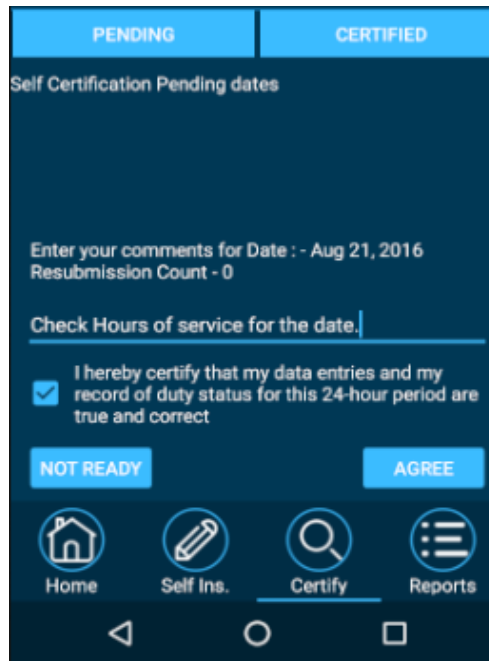 PENDING CERTIFIED
Self Certification Pending dates
Enter your comments for Date : - Aug 21, 2016
Resubmission Count - 0
Check Hours of service for the date.
I hereby certify that my data entries and my
record of duty status for this 24-hour period are
true and correct
NOT READY AGREE
Home Self Ins. Certify Reports